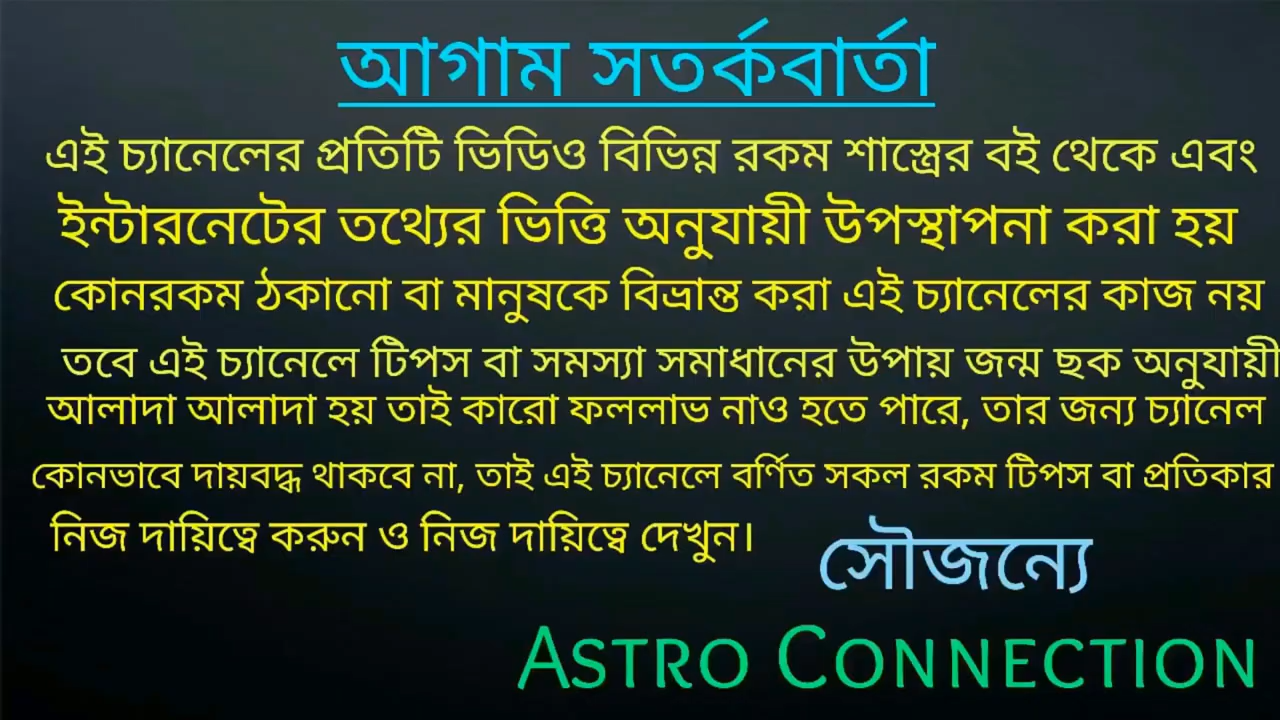 আগাম সতর্কবার্তা
এই চ্যানেলের প্রতিটি ভিডিও বিভিন্ন রকম শাস্ত্রের বই থেকে এবং
ইন্টারনেটের তথ্যের ভিত্তি অনুযায়ী উপস্থাপনা করা হয়
কোনরকম ঠকানো বা মানুষকে বিভ্রান্ত করা এই চ্যানেলের কাজ নয়
তবে এই চ্যানেলে টিপস বা সমস্যা সমাধানের উপায় জন্ম ছক অনুযায়ী
আলাদা আলাদা হয় তাই কারো ফললাভ নাও হতে পারে, তার জন্য চ্যানেল
কোনভাবে দায়বদ্ধ থাকবে না, তাই এই চ্যানেলে বর্ণিত সকল রকম টিপস বা প্রতিকার
নিজ দায়িত্বে করুন ও নিজ দায়িত্বে দেখুন।
সৌজন্যে
ASTRO CONNECTION